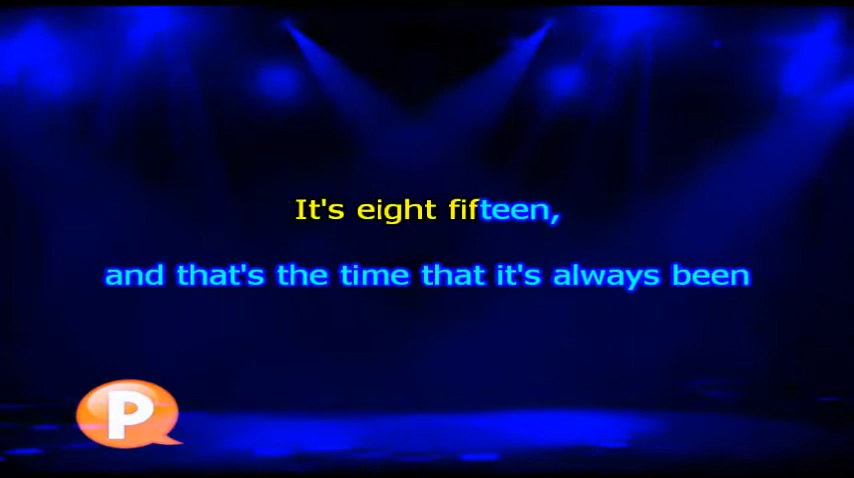 It's eight fifteen,
and that's the time that it's always been
P